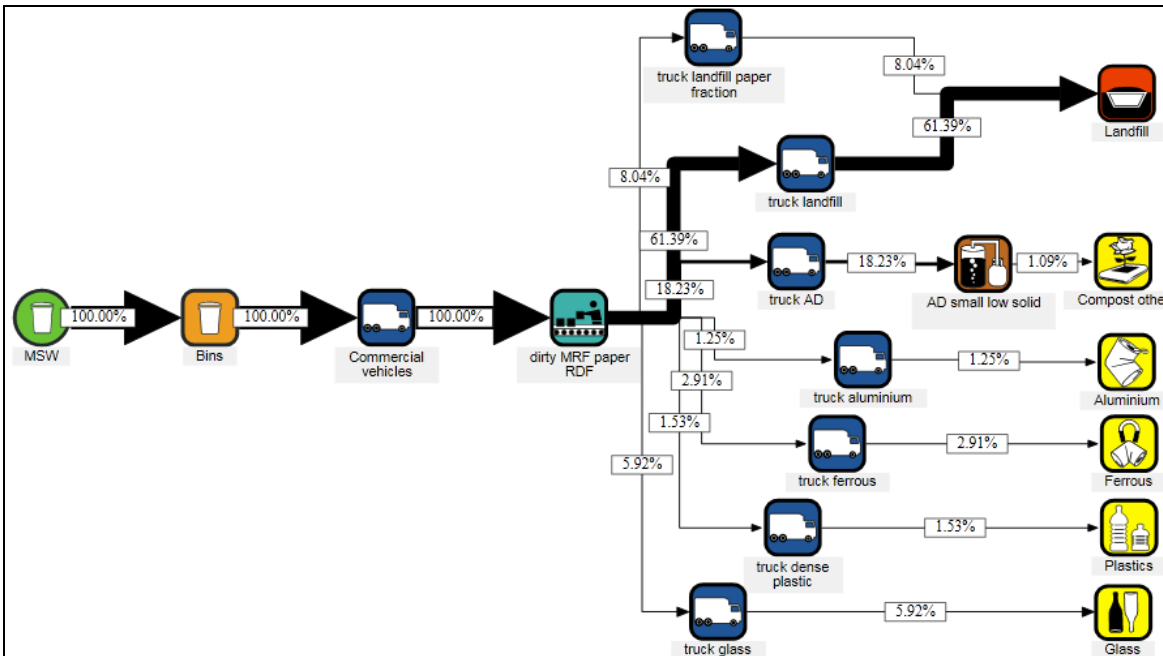 truck landfill paper
fraction
8.04%
Landfill
61.39%
8.04%
truck landfill
61.39%
18.23%
truck AD
18.23%
AD small low solid
1.09%
Compost othe
MSW
100.00%
Bins
100.00%
Commercial
vehicles
100.00%
dirty MRF paper
RDF
1.25%
truck aluminium
1.25%
Aluminium
2.91%
truck ferrous
2.91%
Ferrous
1.53%
truck dense
plastic
1.53%
Plastics
5.92%
truck glass
5.92%
Glass